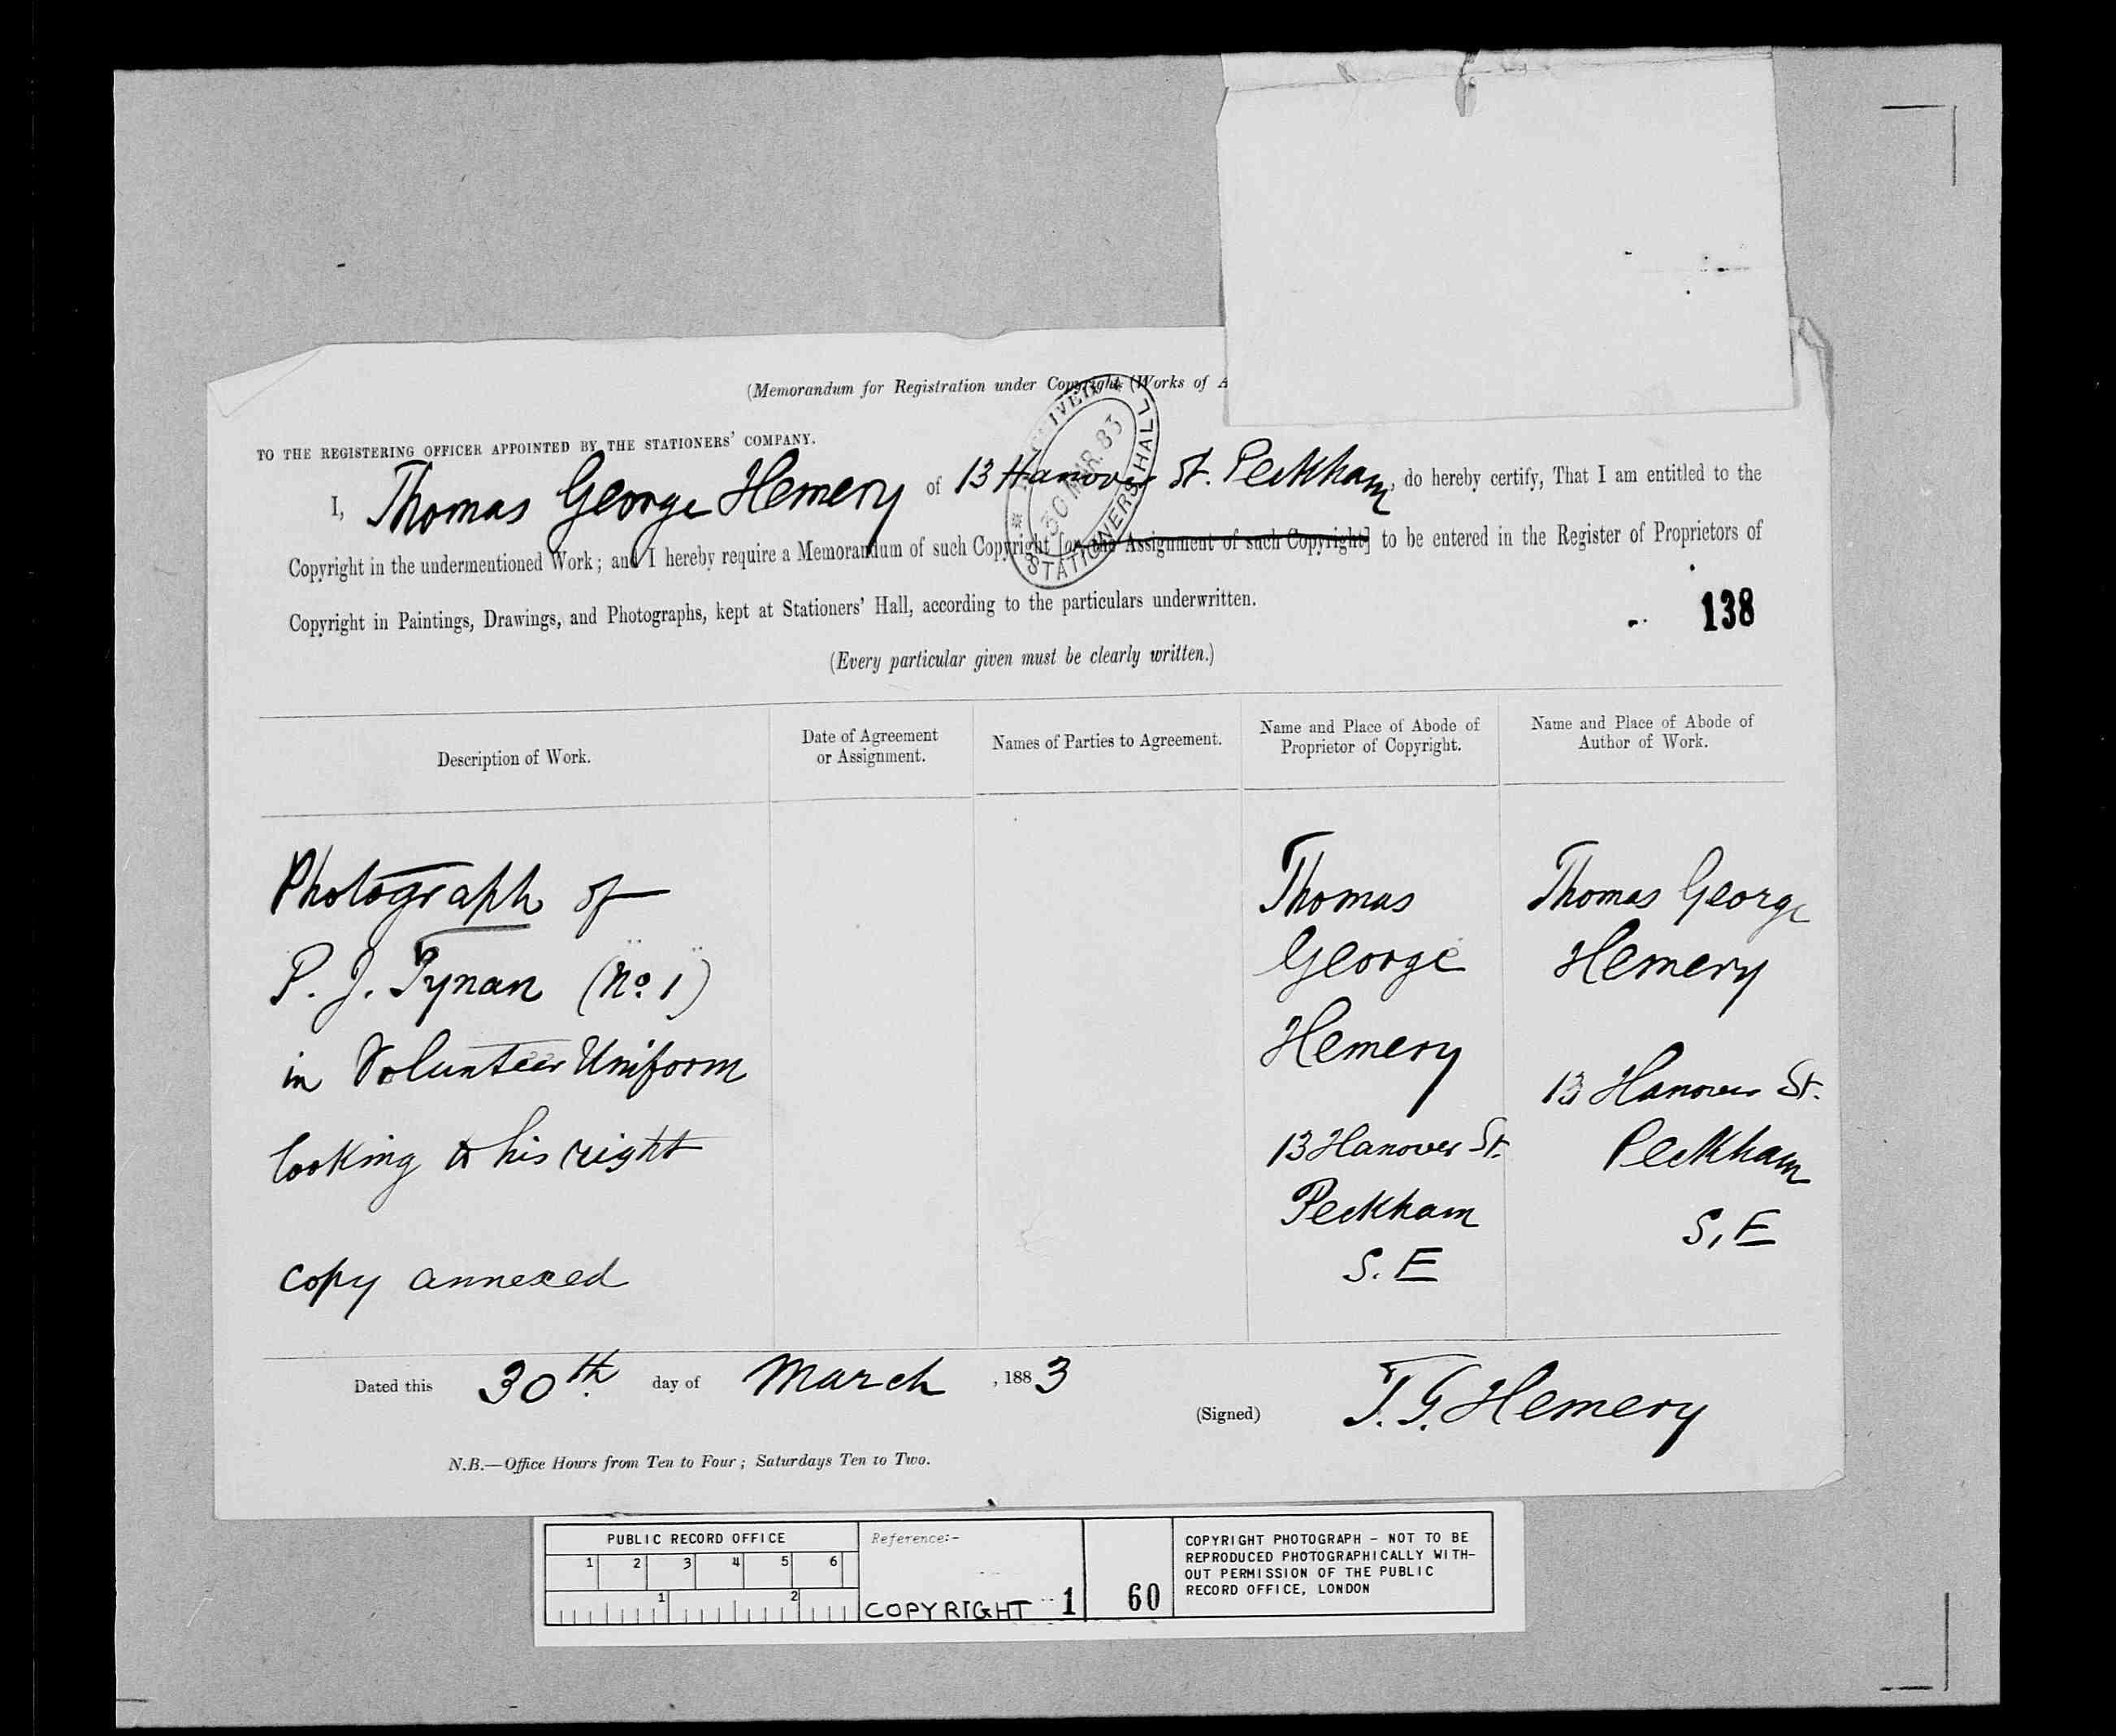 (Memorandum for Registration under Copyright (Works of A
TO THE REGISTERING OFFICER APPOINTED BY THE STATIONERS' COMPANY.
I, Thomas George Hemery of 13 Hanover St. Peckham, do hereby certify, That I am entitled to the
Copyright in the undermentioned Work; and I hereby require a Memorandum of such Copyright [or the Assignment of such Copyright] to be entered in the Register of Proprietors of
Copyright in Paintings, Drawings, and Photographs, kept at Stationers' Hall, according to the particulars underwritten.
RECEIVED
30 MAR. 83
STATIONERS HALL
138
(Every particular given must be clearly written.)
Description of Work.
Date of Agreement
or Assignment.
Names of Parties to Agreement.
Name and Place of Abode of
Proprietor of Copyright.
Name and Place of Abode of
Author of Work.
Photograph of
P. J. Tynan (No. 1)
in Volunteer Uniform
looking to his right
copy annexed
Thomas
George
Hemery
13 Hanover St.
Peckham
S.E
Thomas George
Hemery
13 Hanover St.
Peckham
S.E
Dated this 30th day of March, 1883
(Signed) T. G. Hemery
N.B.—Office Hours from Ten to Four; Saturdays Ten to Two.
PUBLIC RECORD OFFICE
1 2 3 4 5 6
1 2
Reference:-
COPYRIGHT 1
60
COPYRIGHT PHOTOGRAPH - NOT TO BE
REPRODUCED PHOTOGRAPHICALLY WITH-
OUT PERMISSION OF THE PUBLIC
RECORD OFFICE, LONDON